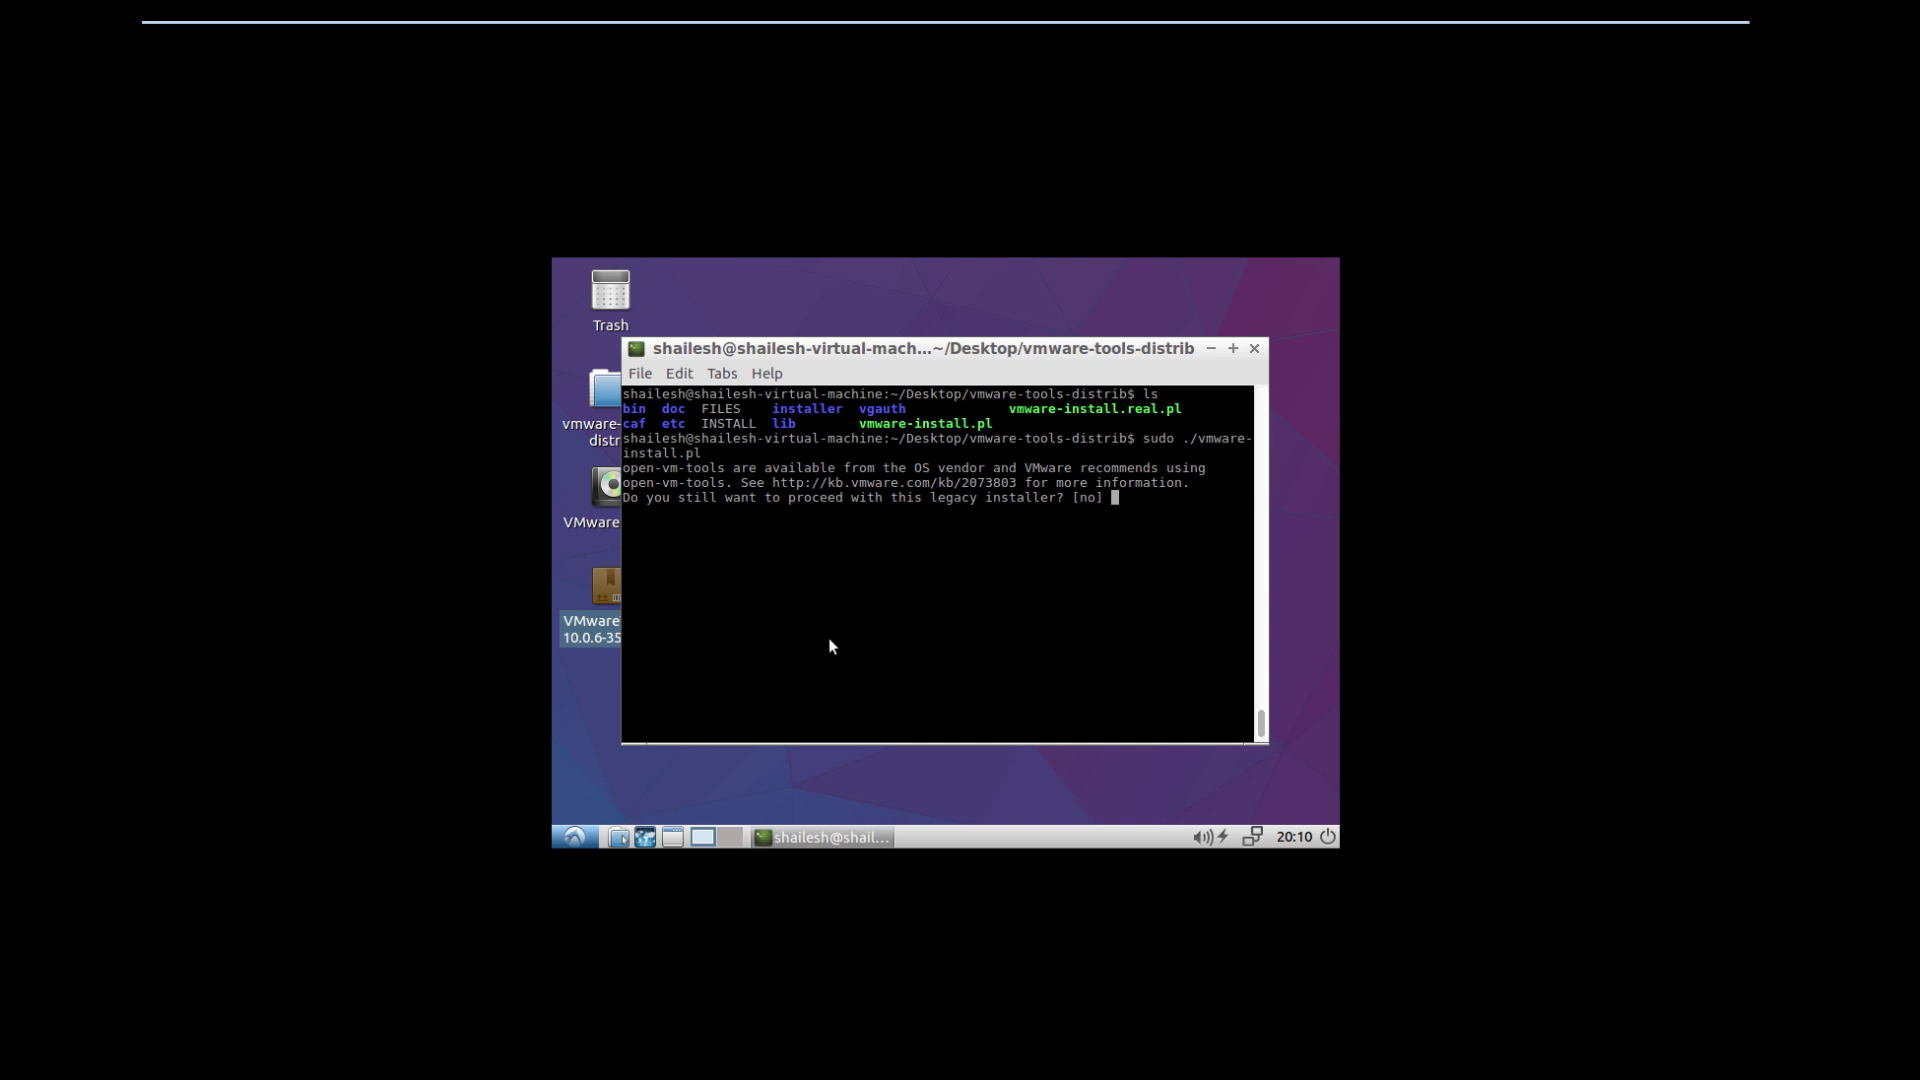 Trash
shailesh@shailesh-virtual-mach...~/Desktop/vmware-tools-distrib
File Edit Tabs Help
shailesh@shailesh-virtual-machine:~/Desktop/vmware-tools-distrib$ ls
bin doc FILES installer vgauth vmware-install.real.pl
caf etc INSTALL lib vmware-install.pl
shailesh@shailesh-virtual-machine:~/Desktop/vmware-tools-distrib$ sudo ./vmware-
install.pl
open-vm-tools are available from the OS vendor and VMware recommends using
open-vm-tools. See http://kb.vmware.com/kb/2073803 for more information.
Do you still want to proceed with this legacy installer? [no]
vmware-
distr
VMware
VMware
10.0.6-35
shailesh@shail...
20:10